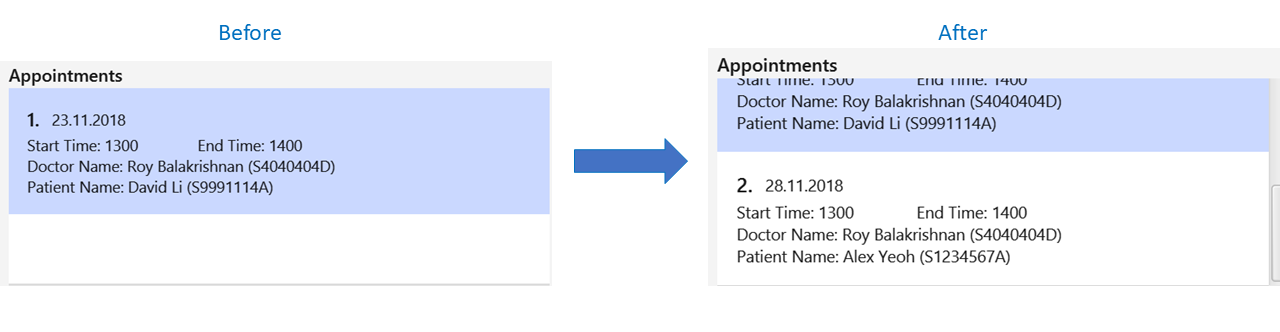 Before
Appointments
1. 23.11.2018
Start Time: 1300 End Time: 1400
Doctor Name: Roy Balakrishnan (S4040404D)
Patient Name: David Li (S9991114A)
After
Appointments
Start Time: 1300 End Time: 1400
Doctor Name: Roy Balakrishnan (S4040404D)
Patient Name: David Li (S9991114A)
2. 28.11.2018
Start Time: 1300 End Time: 1400
Doctor Name: Roy Balakrishnan (S4040404D)
Patient Name: Alex Yeoh (S1234567A)